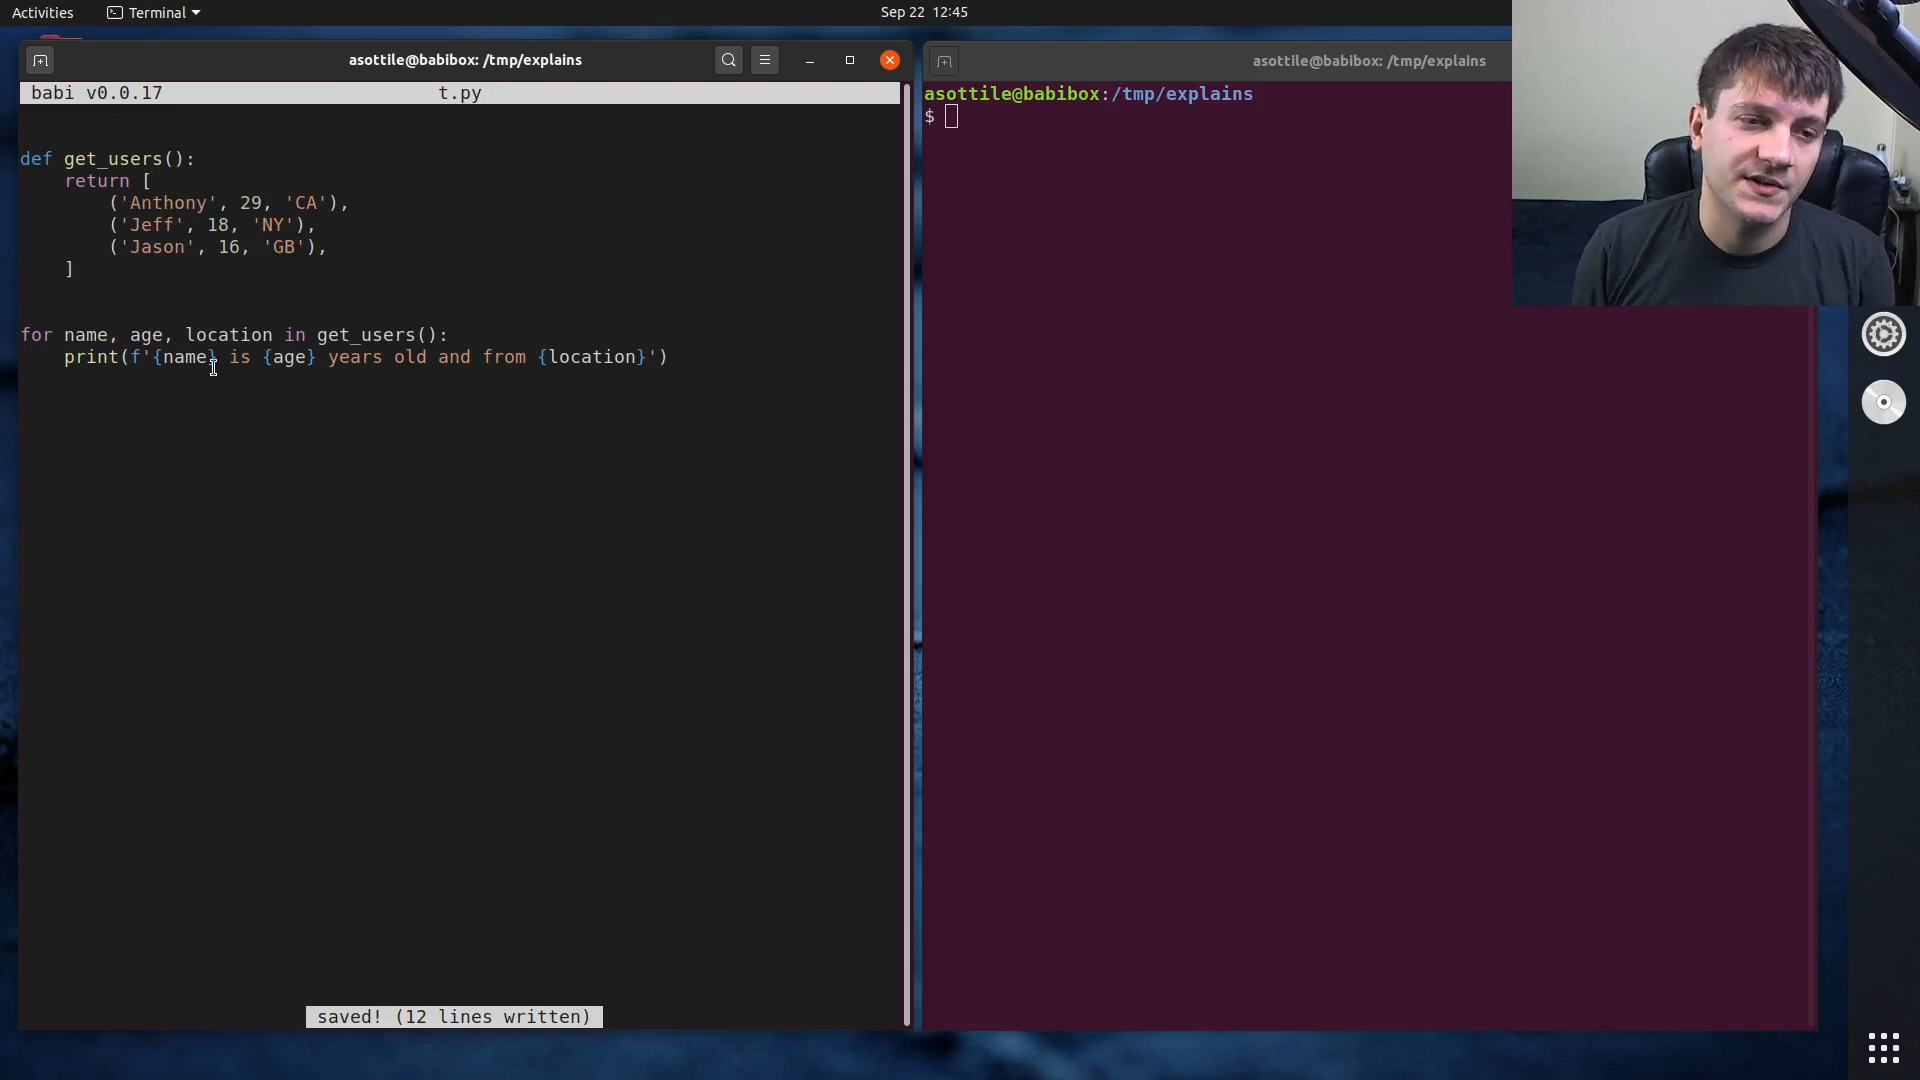 Activities
Terminal
Sep 22 12:45
asottile@babibox: /tmp/explains
babi v0.0.17 t.py
def get_users():
    return [
        ('Anthony', 29, 'CA'),
        ('Jeff', 18, 'NY'),
        ('Jason', 16, 'GB'),
    ]
for name, age, location in get_users():
    print(f'{name} is {age} years old and from {location}')
saved! (12 lines written)
asottile@babibox: /tmp/explains
asottile@babibox:/tmp/explains
$